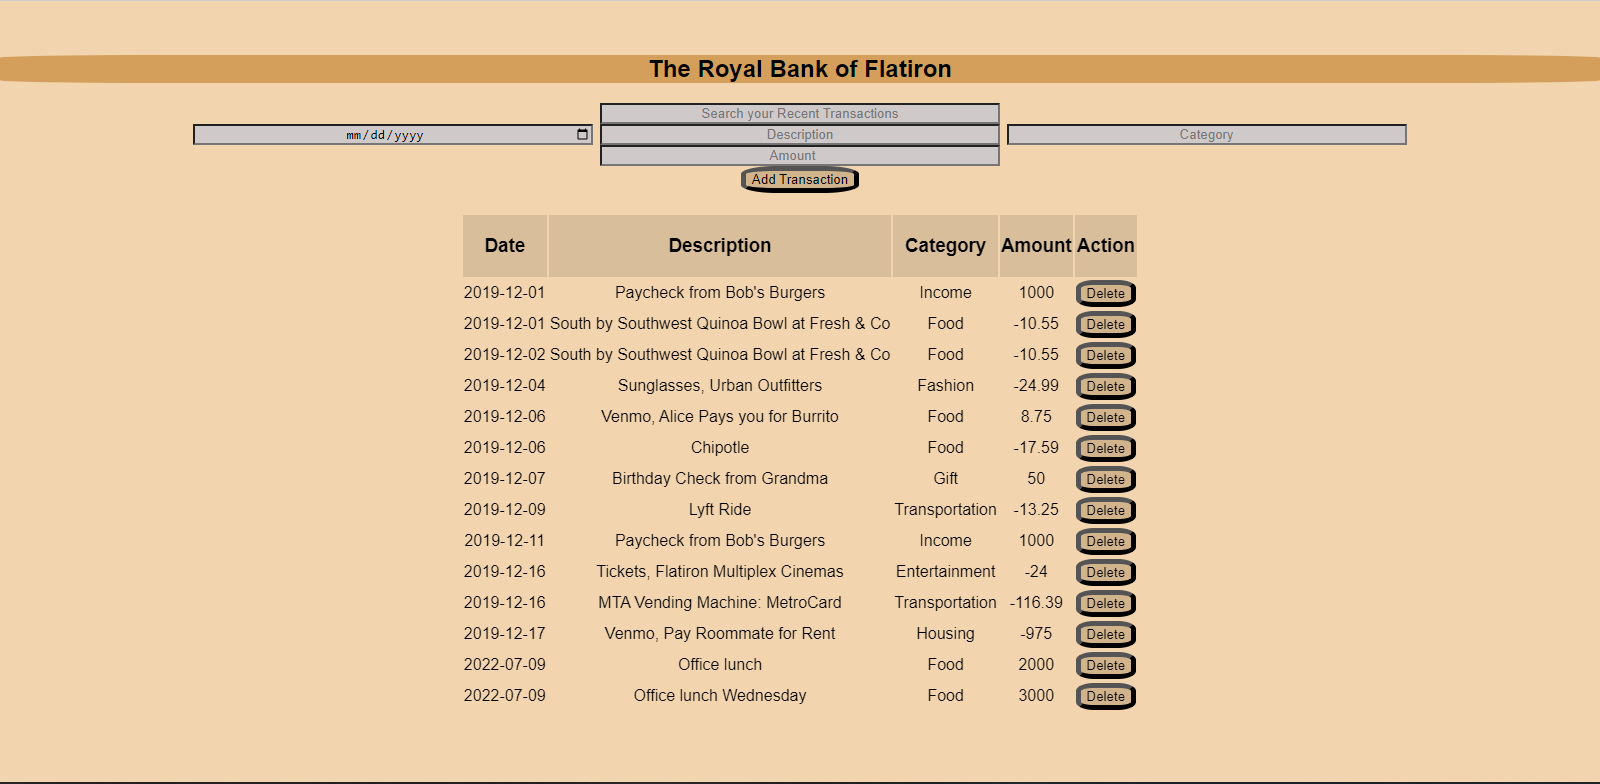 The Royal Bank of Flatiron
Search your Recent Transactions
mm/dd/yyyy Description Category
Amount
Add Transaction
Date Description Category Amount Action
2019-12-01 Paycheck from Bob's Burgers Income 1000 Delete
2019-12-01 South by Southwest Quinoa Bowl at Fresh & Co Food -10.55 Delete
2019-12-02 South by Southwest Quinoa Bowl at Fresh & Co Food -10.55 Delete
2019-12-04 Sunglasses, Urban Outfitters Fashion -24.99 Delete
2019-12-06 Venmo, Alice Pays you for Burrito Food 8.75 Delete
2019-12-06 Chipotle Food -17.59 Delete
2019-12-07 Birthday Check from Grandma Gift 50 Delete
2019-12-09 Lyft Ride Transportation -13.25 Delete
2019-12-11 Paycheck from Bob's Burgers Income 1000 Delete
2019-12-16 Tickets, Flatiron Multiplex Cinemas Entertainment -24 Delete
2019-12-16 MTA Vending Machine: MetroCard Transportation -116.39 Delete
2019-12-17 Venmo, Pay Roommate for Rent Housing -975 Delete
2022-07-09 Office lunch Food 2000 Delete
2022-07-09 Office lunch Wednesday Food 3000 Delete